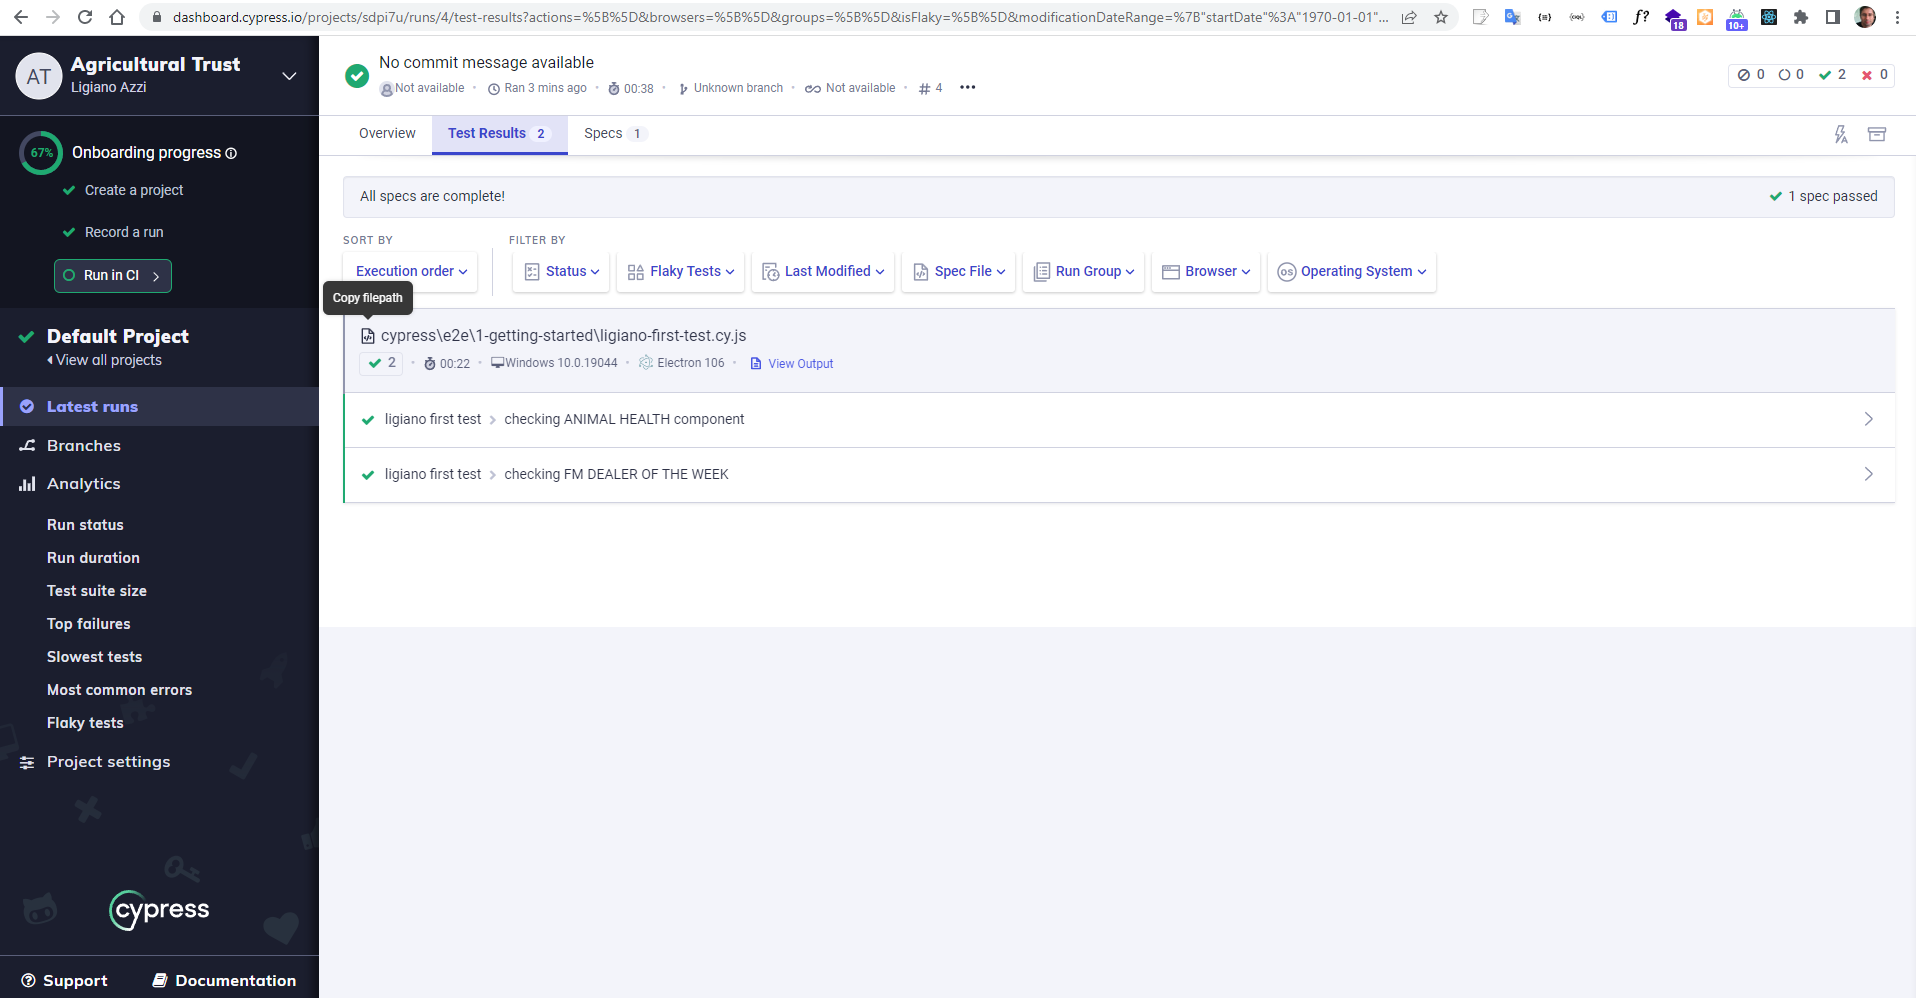 dashboard.cypress.io/projects/sdpi7u/runs/4/test-results?actions=%5B%5D&browsers=%5B%5D&groups=%5B%5D&isFlaky=%5B%5D&modificationDateRange=%7B"startDate"%3A"1970-01-01"...
f?
18
10+
AT
Agricultural Trust
Ligiano Azzi
67%
Onboarding progress
Create a project
Record a run
Run in CI
Default Project
View all projects
Latest runs
Branches
Analytics
Run status
Run duration
Test suite size
Top failures
Slowest tests
Most common errors
Flaky tests
Project settings
cypress
Support
Documentation
No commit message available
Not available
Ran 3 mins ago
00:38
Unknown branch
Not available
# 4
0 0 2 0
Overview
Test Results 2
Specs 1
All specs are complete!
1 spec passed
SORT BY
FILTER BY
Execution order
Status
Flaky Tests
Last Modified
Spec File
Run Group
Browser
OS Operating System
Copy filepath
cypress\e2e\1-getting-started\ligiano-first-test.cy.js
2
00:22
Windows 10.0.19044
Electron 106
View Output
ligiano first test > checking ANIMAL HEALTH component
ligiano first test > checking FM DEALER OF THE WEEK